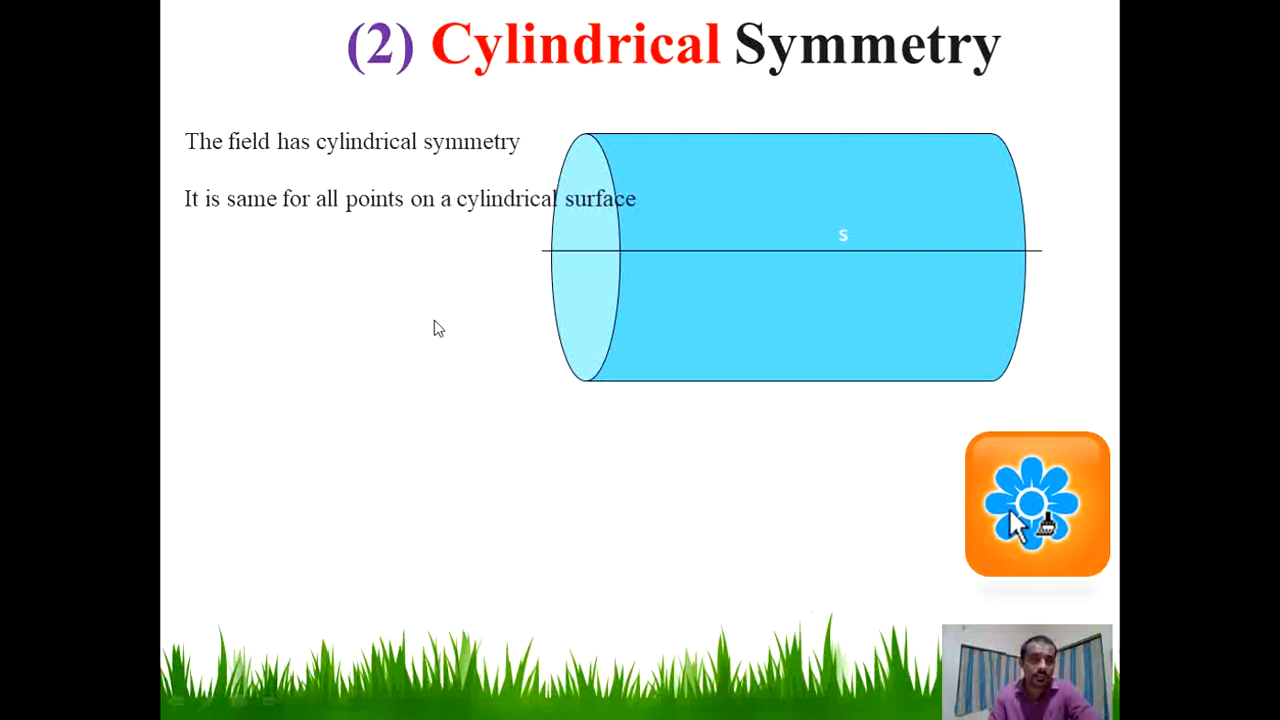 (2) Cylindrical Symmetry
The field has cylindrical symmetry
It is same for all points on a cylindrical surface
S